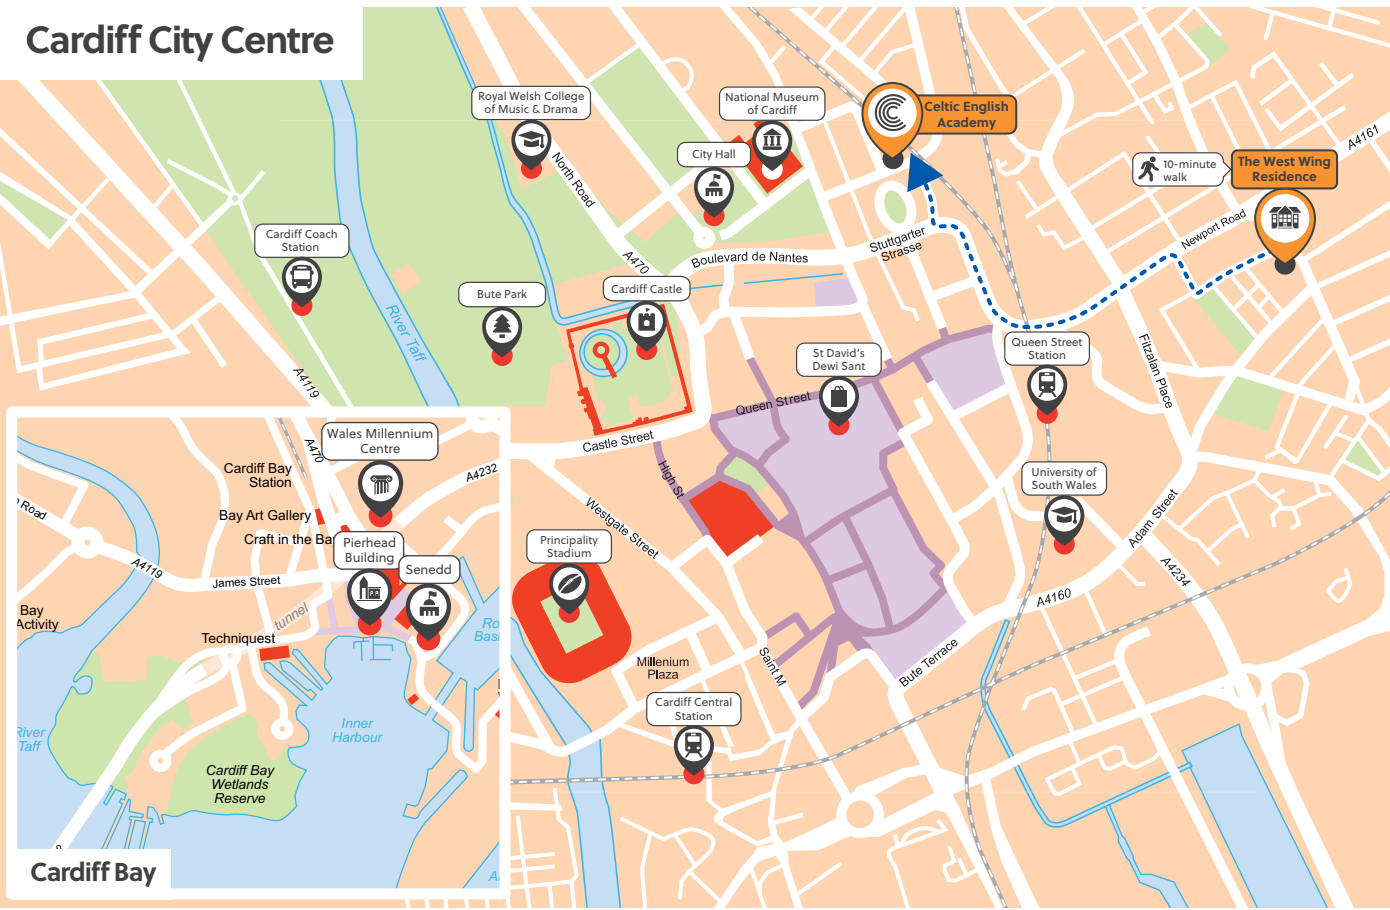 Cardiff City Centre
Royal Welsh College
of Music & Drama
National Museum
of Cardiff
Celtic English
Academy
City Hall
10-minute
walk
The West Wing
Residence
A4161
North Road
Newport Road
Cardiff Coach
Station
Stuttgarter
Strasse
Boulevard de Nantes
A470
Bute Park
Cardiff Castle
River Taff
Queen Street
Station
St David's
Dewi Sant
Fitzalan Place
A4119
Queen Street
Castle Street
High St
University of
South Wales
Westgate Street
Adam Street
Principality
Stadium
A4234
A4160
Saint M
Bute Terrace
Millenium
Plaza
Cardiff Central
Station
Wales Millennium
Centre
A470
A4232
Cardiff Bay
Station
Road
Bay Art Gallery
Craft in the Ba
Pierhead
Building
Senedd
A4119
James Street
tunnel
Bay
Activity
Techniquest
Ro
Basi
River
Taff
Inner
Harbour
Cardiff Bay
Wetlands
Reserve
Cardiff Bay
A